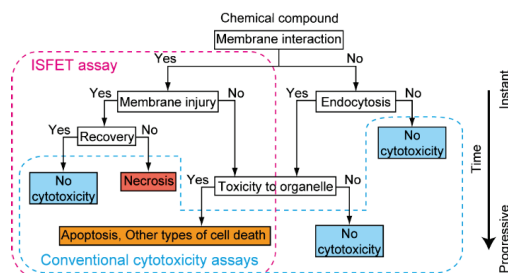 Chemical compound
Membrane interaction
Yes
No
ISFET assay
Yes
Membrane injury
No
Yes
Endocytosis
No
Instant
Yes
Recovery
No
No
cytotoxicity
Time
No
cytotoxicity
Necrosis
Yes
Toxicity to organelle
No
Apoptosis, Other types of cell death
No
cytotoxicity
Progressive
Conventional cytotoxicity assays